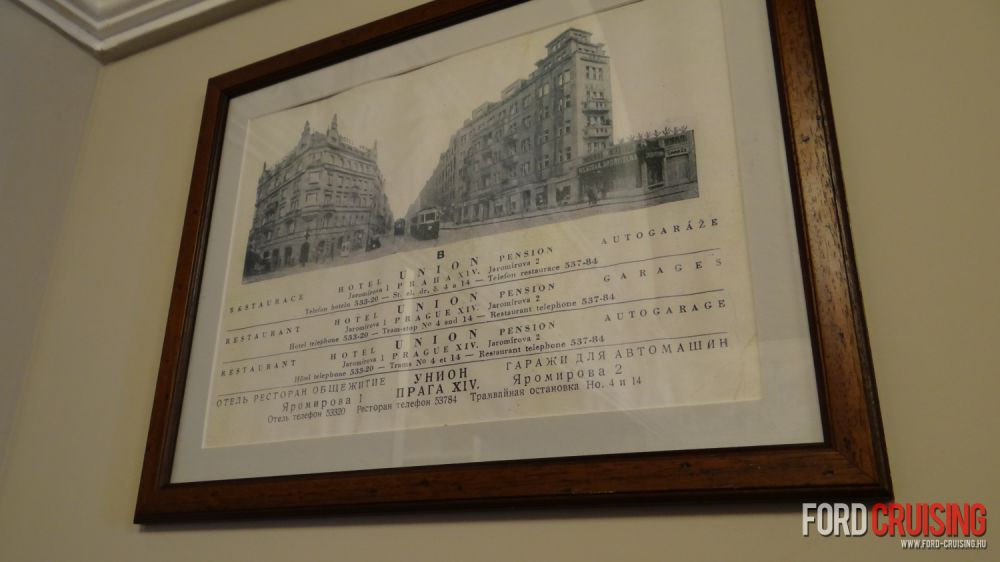 B
RESTAURACE HOTEL UNION PENSION AUTOGARÁŽE
Jaromírova 1 PRAHA XIV. Jaromírova 2
Telefon hotelu 533-20 — St. el. dr. č. 4 a 14 — Telefon restaurace 537-84
RESTAURANT HOTEL UNION PENSION GARAGES
Jaromírova 1 PRAGUE XIV. Jaromírova 2
Hotel telephone 533-20 — Tram-stop No 4 and 14 — Restaurant telephone 537-84
RESTAURANT HOTEL UNION PENSION AUTOGARAGE
Jaromírova 1 PRAGUE XIV. Jaromírova 2
Hôtel telephone 533-20 — Trams No 4 et 14 — Restaurant telephone 537-84
ОТЕЛЬ РЕСТОРАН ОБЩЕЖИТИЕ УНИОН ГАРАЖИ ДЛЯ АВТОМАШИН
Яромирова 1 ПРАГА XIV. Яромирова 2
Отель телефон 53320 Ресторан телефон 53784 Трамвайная остановка Но. 4 и 14
FORD CRUISING
WWW.FORD-CRUISING.HU